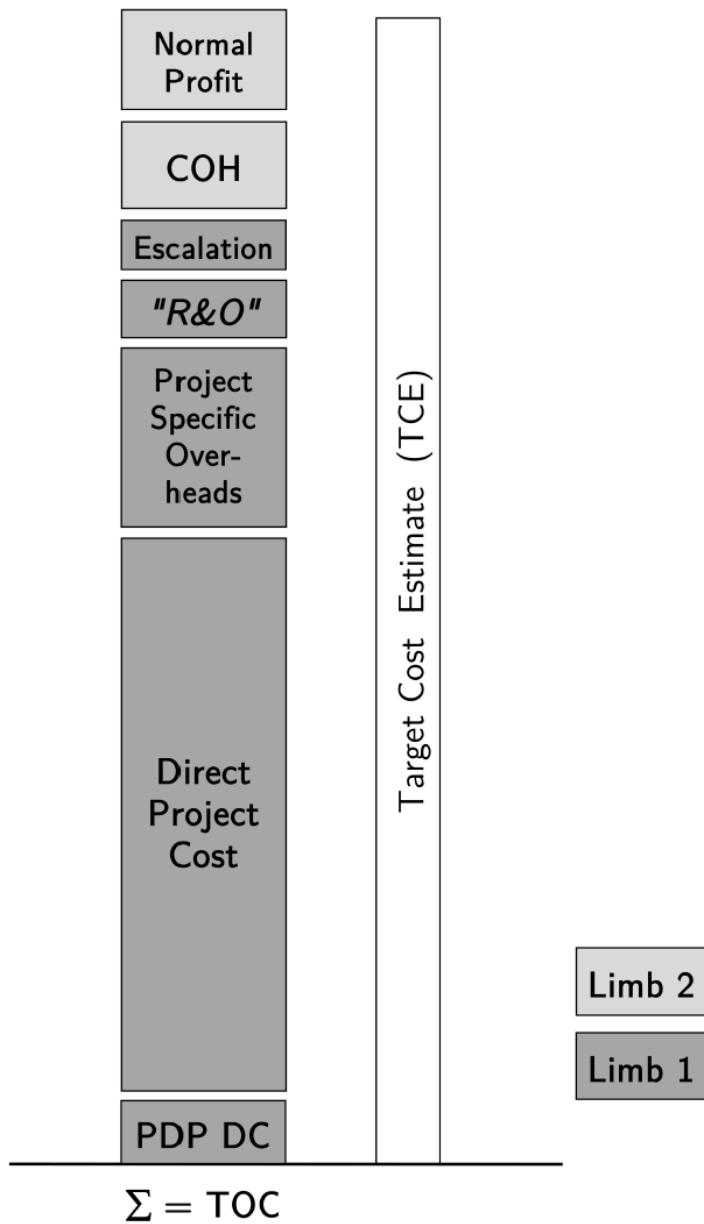 Normal
Profit
COH
Escalation
"R&O"
Project
Specific
Over-
heads
Target Cost Estimate (TCE)
Direct
Project
Cost
Limb 2
Limb 1
PDP DC
∑ = TOC